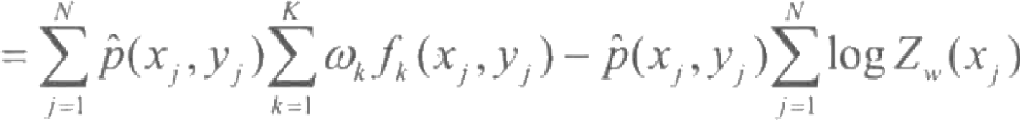 $= \sum_{j=1}^{N} \hat{p}(x_j, y_j) \sum_{k=1}^{K} \omega_k f_k(x_j, y_j) - \hat{p}(x_j, y_j) \sum_{j=1}^{N} \log Z_w(x_j)$